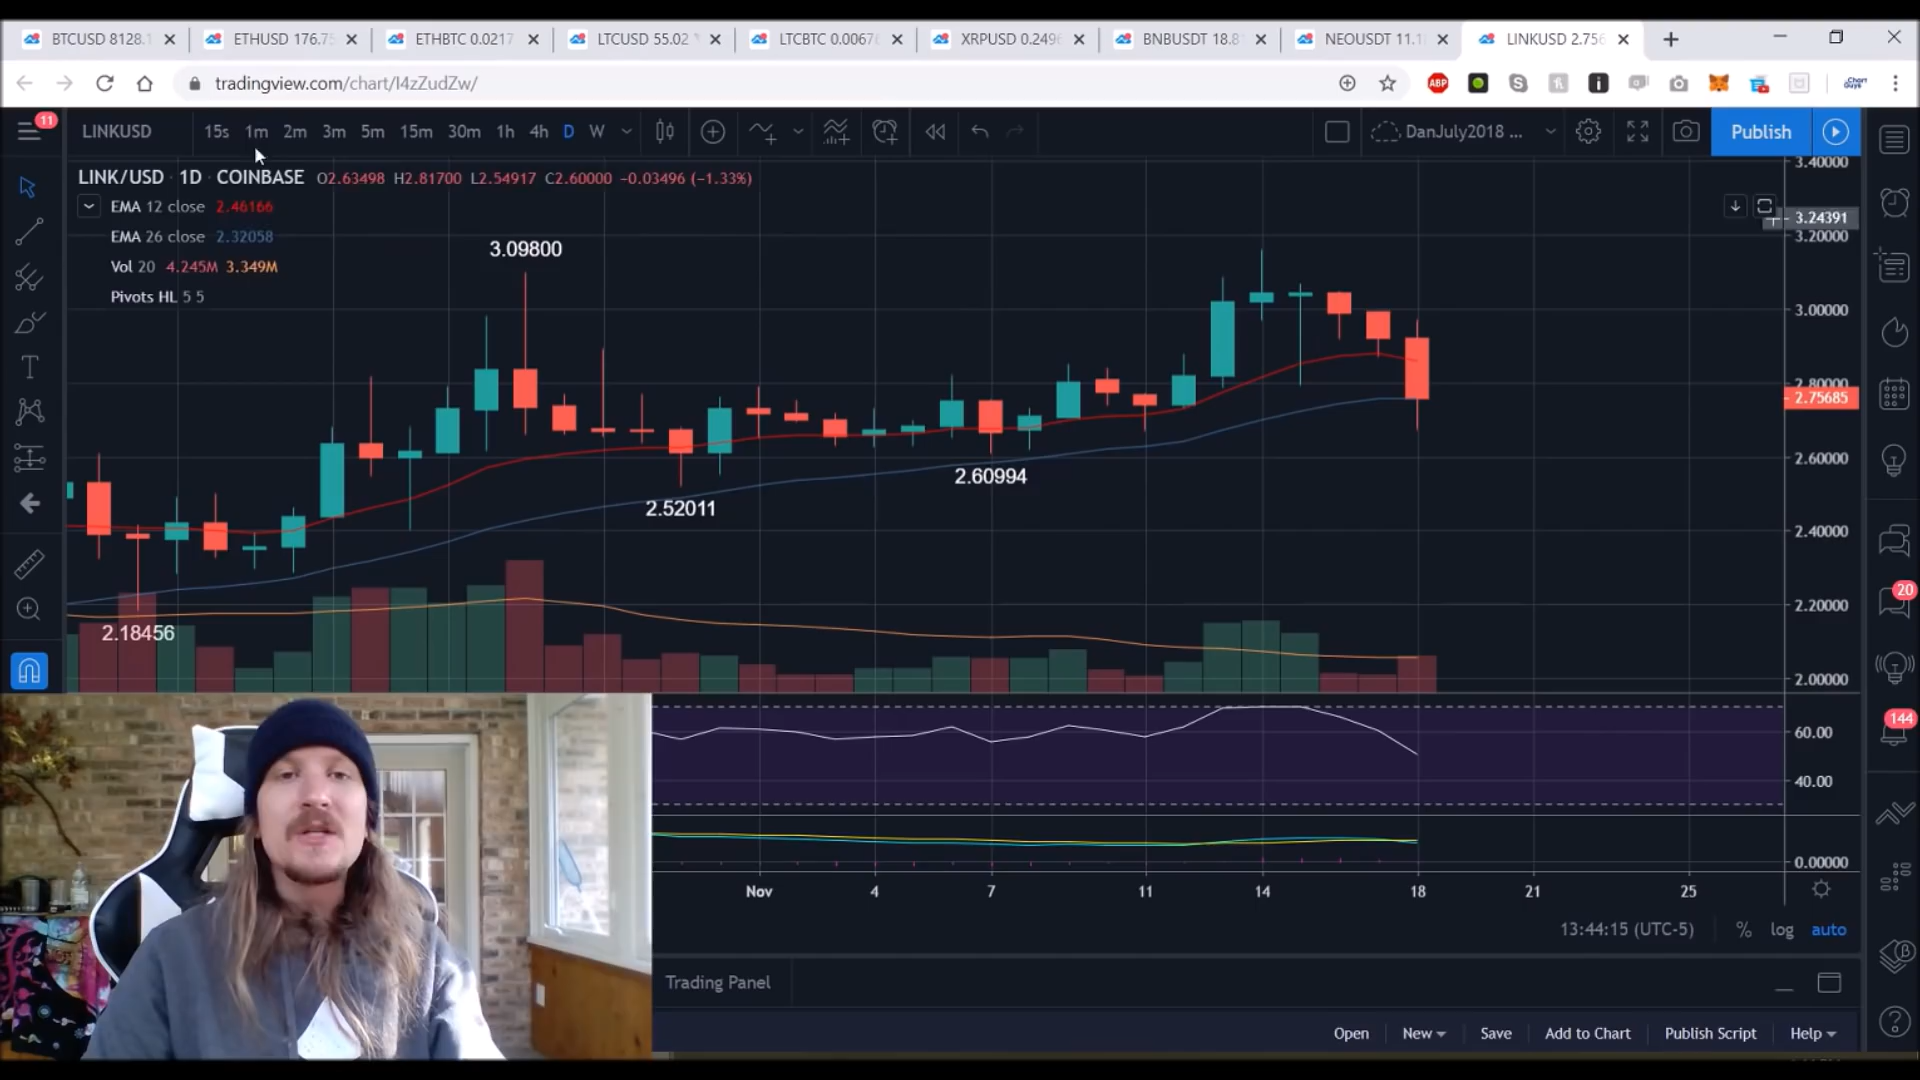 BTCUSD 8128.1 ETHUSD 176.75 ETHBTC 0.0217 LTCUSD 55.02 LTCBTC 0.0067 XRPUSD 0.2496 BNBUSDT 18.8 NEOUSDT 11.1 LINKUSD 2.756
tradingview.com/chart/I4zZudZw/
ABP
Chart Guys
11
LINKUSD 15s 1m 2m 3m 5m 15m 30m 1h 4h D W DanJuly2018 ... Publish
LINK/USD · 1D · COINBASE O2.63498 H2.81700 L2.54917 C2.60000 −0.03496 (−1.33%)
EMA 12 close 2.46166
EMA 26 close 2.32058
Vol 20 4.245M 3.349M
Pivots HL 5 5
3.40000
3.24391
3.20000
3.00000
2.80000
2.75685
2.60000
2.40000
2.20000
2.00000
3.09800
2.60994
2.52011
2.18456
60.00
40.00
0.00000
20
144
Nov 4 7 11 14 18 21 25
13:44:15 (UTC-5) % log auto
Trading Panel
Open New Save Add to Chart Publish Script Help